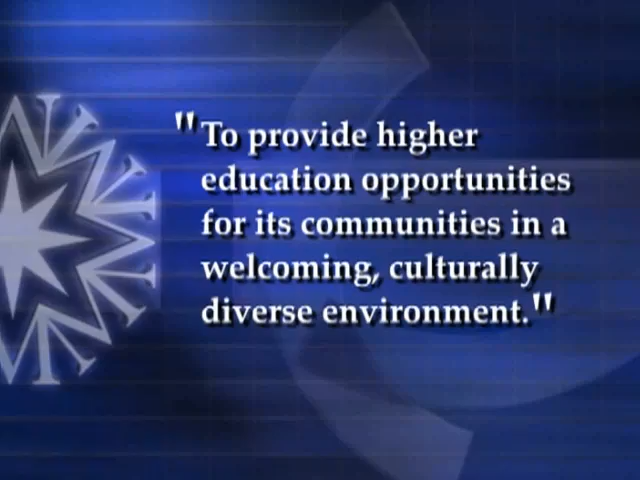 "To provide higher
education opportunities
for its communities in a
welcoming, culturally
diverse environment."